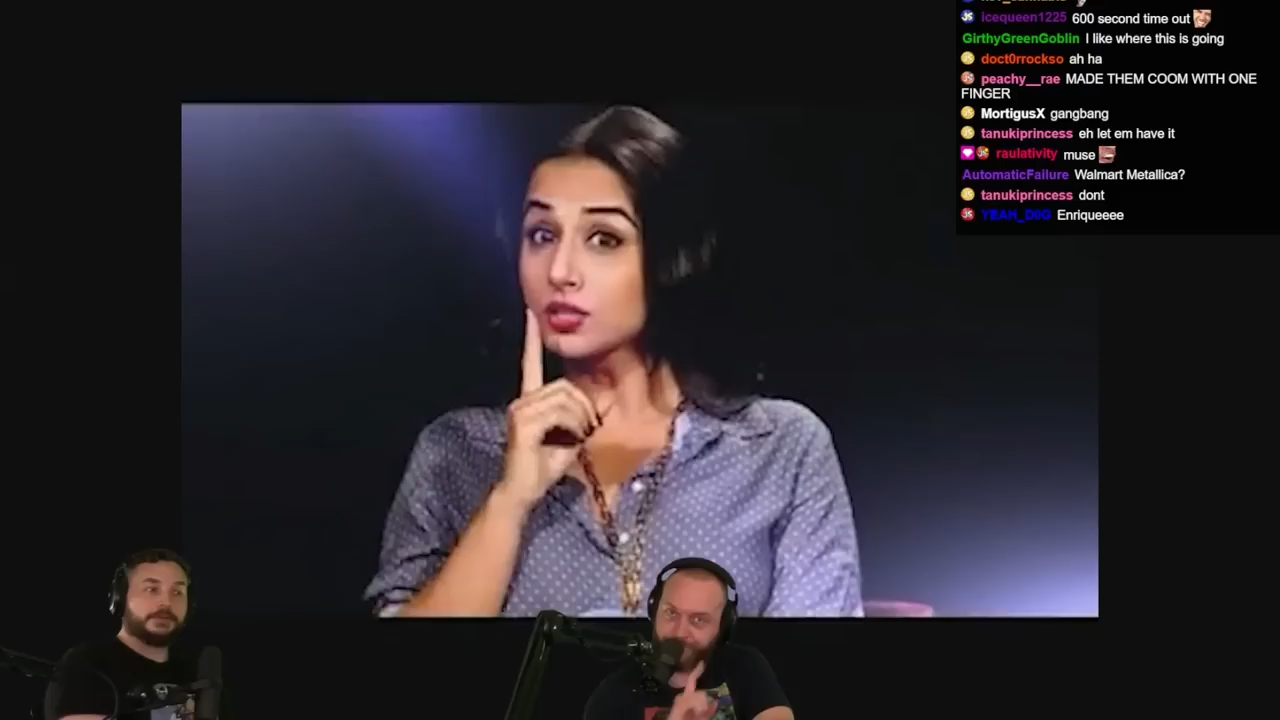 icequeen1225 600 second time out
GirthyGreenGoblin I like where this is going
doct0rrockso ah ha
peachy__rae MADE THEM COOM WITH ONE
FINGER
MortigusX gangbang
tanukiprincess eh let em have it
raulativity muse
AutomaticFailure Walmart Metallica?
tanukiprincess dont
YEAH_D0G Enriqueeee